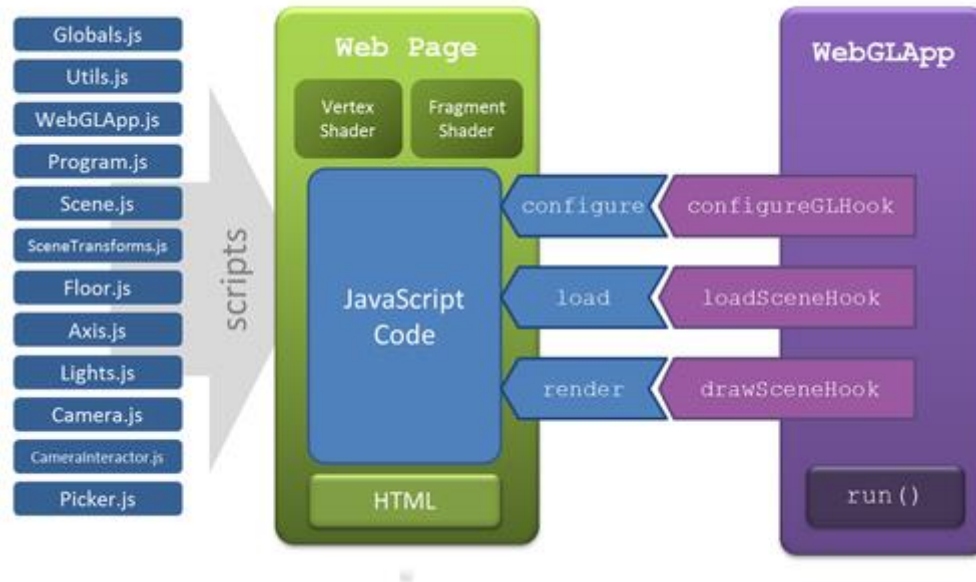 Globals.js
Utils.js
WebGLApp.js
Program.js
Scene.js
SceneTransforms.js
Floor.js
Axis.js
Lights.js
Camera.js
CameraInteractor.js
Picker.js
scripts
Web Page
Vertex
Shader
Fragment
Shader
JavaScript
Code
HTML
configure
load
render
configureGLHook
loadSceneHook
drawSceneHook
WebGLApp
run()